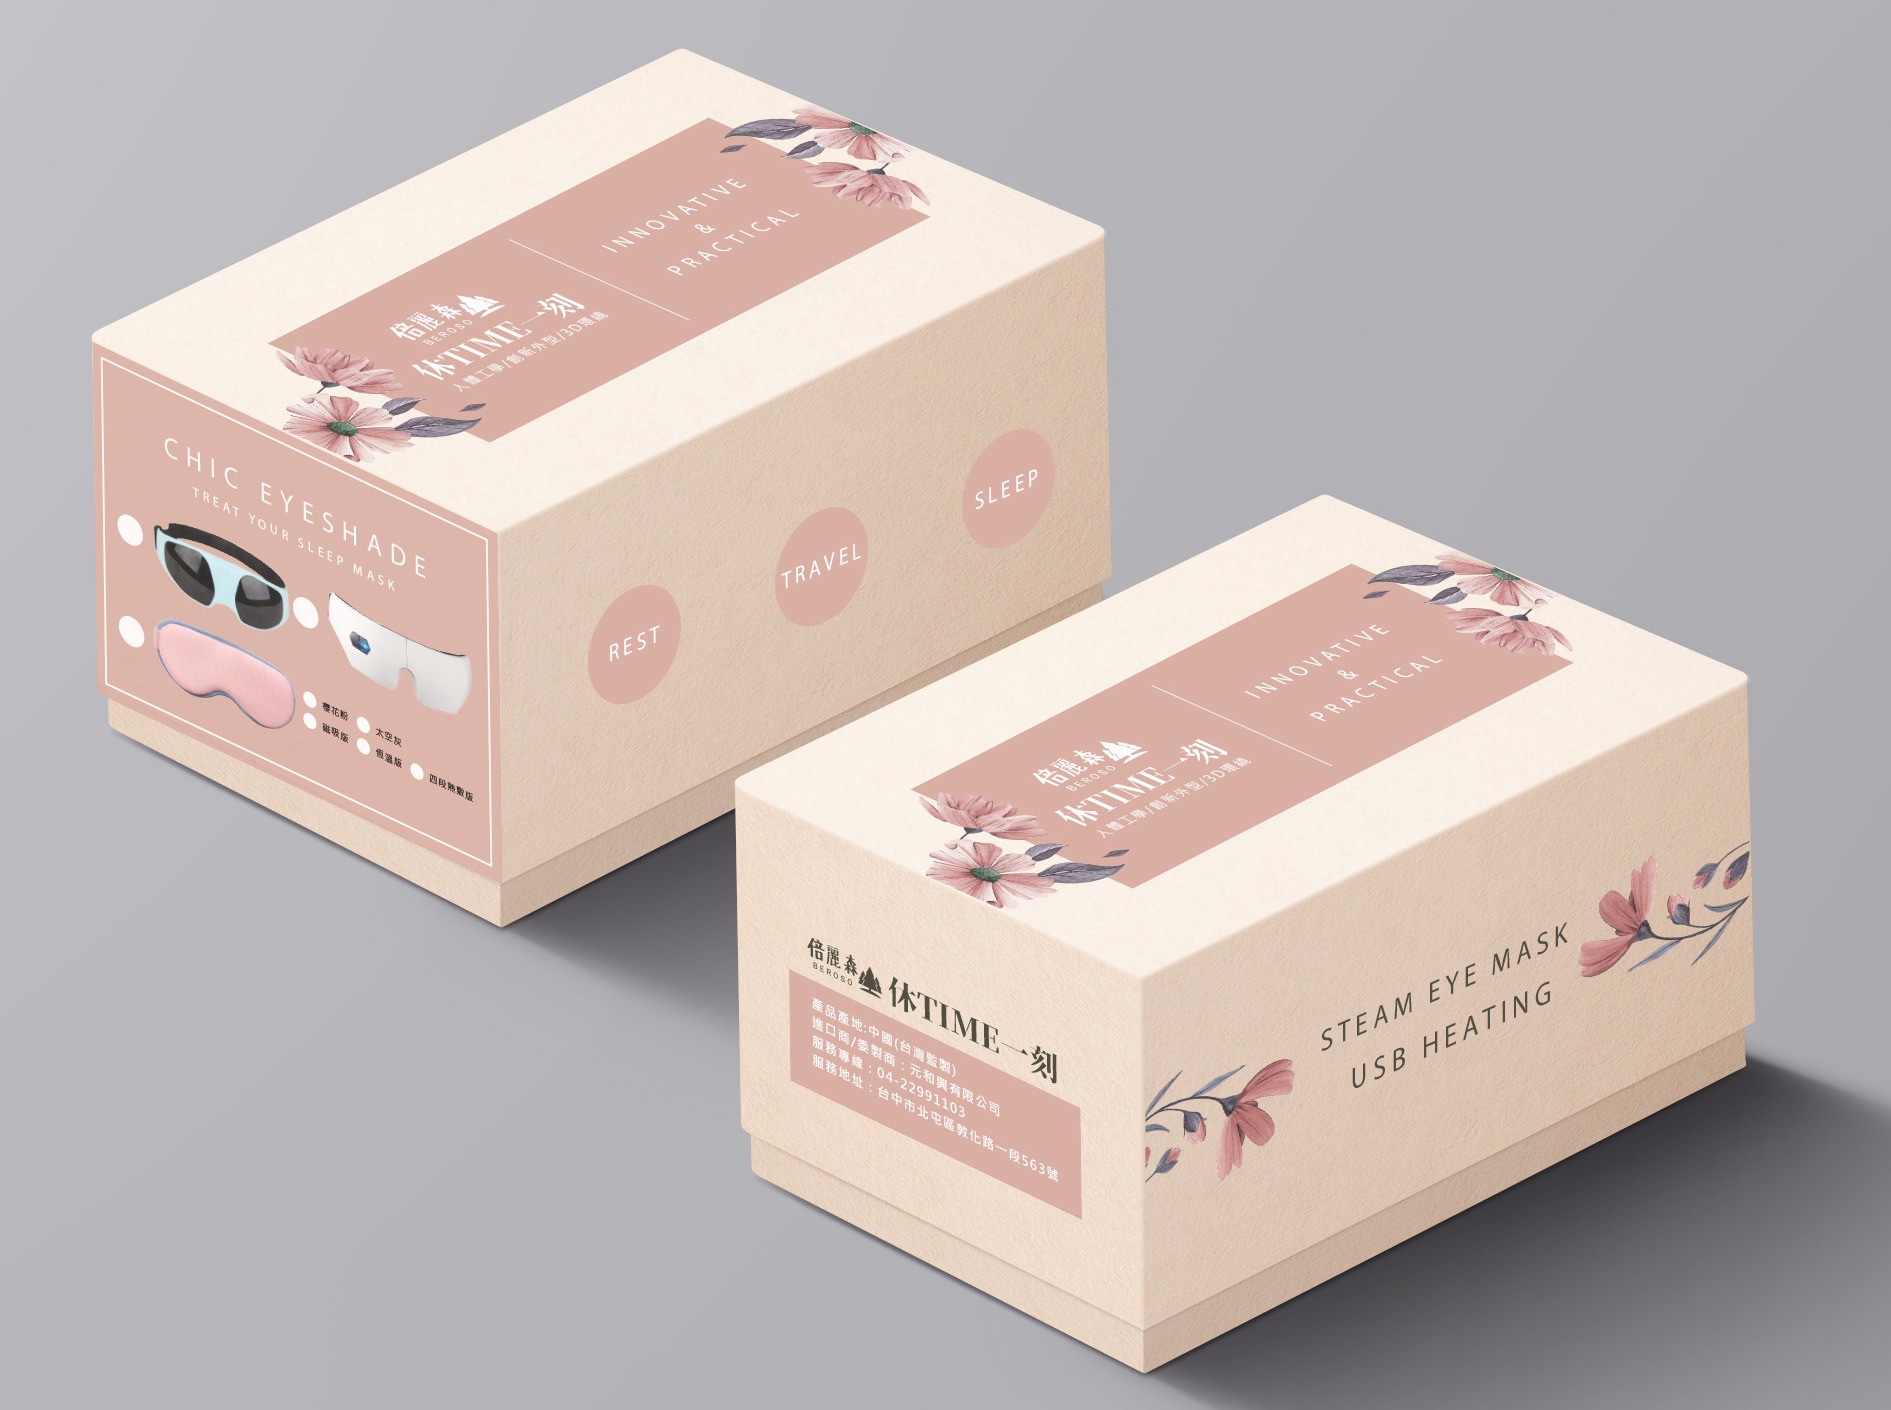 倍麗森
BEROSO
休TIME一刻
人體工學/創新外型/3D環繞
INNOVATIVE
&
PRACTICAL
CHIC EYESHADE
TREAT YOUR SLEEP MASK
櫻花粉
太空灰
磁吸版
恆溫版
四段熱敷版
REST
TRAVEL
SLEEP
倍麗森
BEROSO
休TIME一刻
人體工學/創新外型/3D環繞
INNOVATIVE
&
PRACTICAL
倍麗森
BEROSO
休TIME一刻
產品產地:中國(台灣監製)
進口商/委製商：元和興有限公司
服務專線：04-22991103
服務地址：台中市北屯區敦化路一段563號
STEAM EYE MASK
USB HEATING